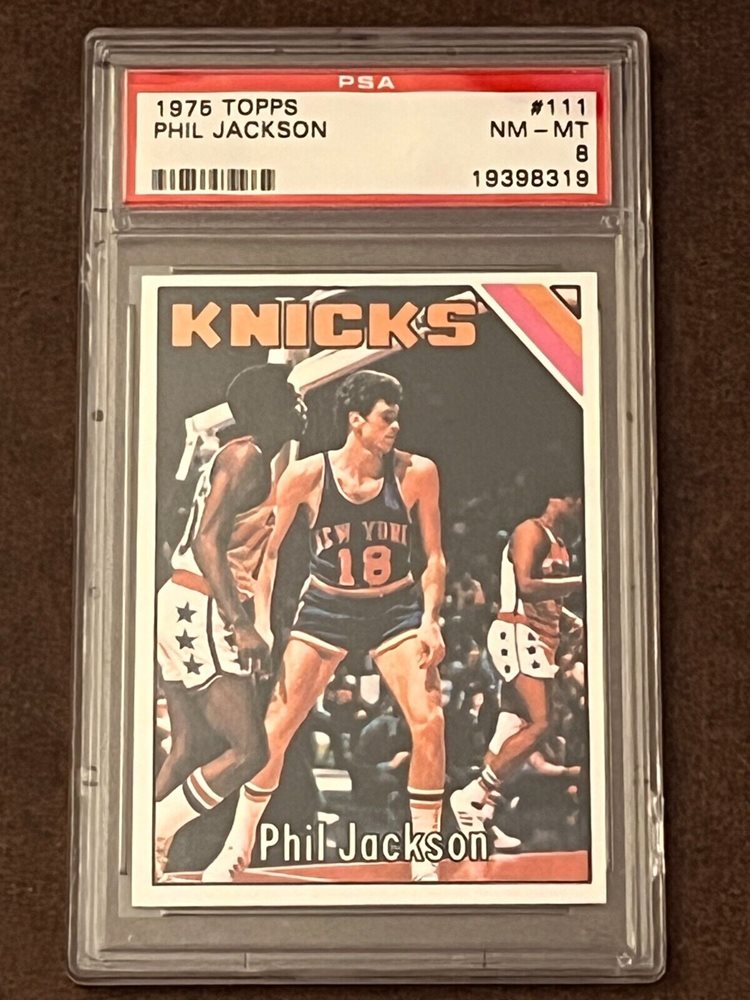 PSA
1975 TOPPS #111
PHIL JACKSON NM - MT
8
19398319
KNICKS
NEW YORK
18
Phil Jackson